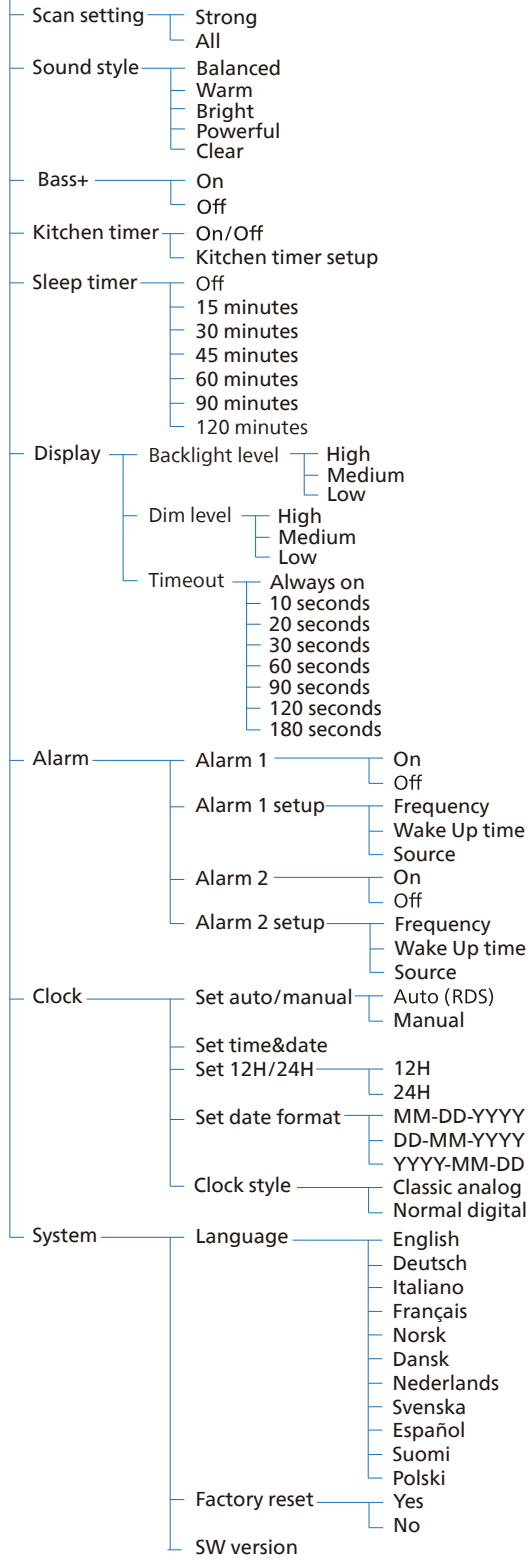 Scan setting Strong
All
Sound style Balanced
Warm
Bright
Powerful
Clear
Bass+ On
Off
Kitchen timer On/Off
Kitchen timer setup
Sleep timer Off
15 minutes
30 minutes
45 minutes
60 minutes
90 minutes
120 minutes
Display Backlight level High
Medium
Low
Dim level High
Medium
Low
Timeout Always on
10 seconds
20 seconds
30 seconds
60 seconds
90 seconds
120 seconds
180 seconds
Alarm Alarm 1 On
Off
Alarm 1 setup Frequency
Wake Up time
Source
Alarm 2 On
Off
Alarm 2 setup Frequency
Wake Up time
Source
Clock Set auto/manual Auto (RDS)
Manual
Set time&date
Set 12H/24H 12H
24H
Set date format MM-DD-YYYY
DD-MM-YYYY
YYYY-MM-DD
Clock style Classic analog
Normal digital
System Language English
Deutsch
Italiano
Français
Norsk
Dansk
Nederlands
Svenska
Español
Suomi
Polski
Factory reset Yes
No
SW version